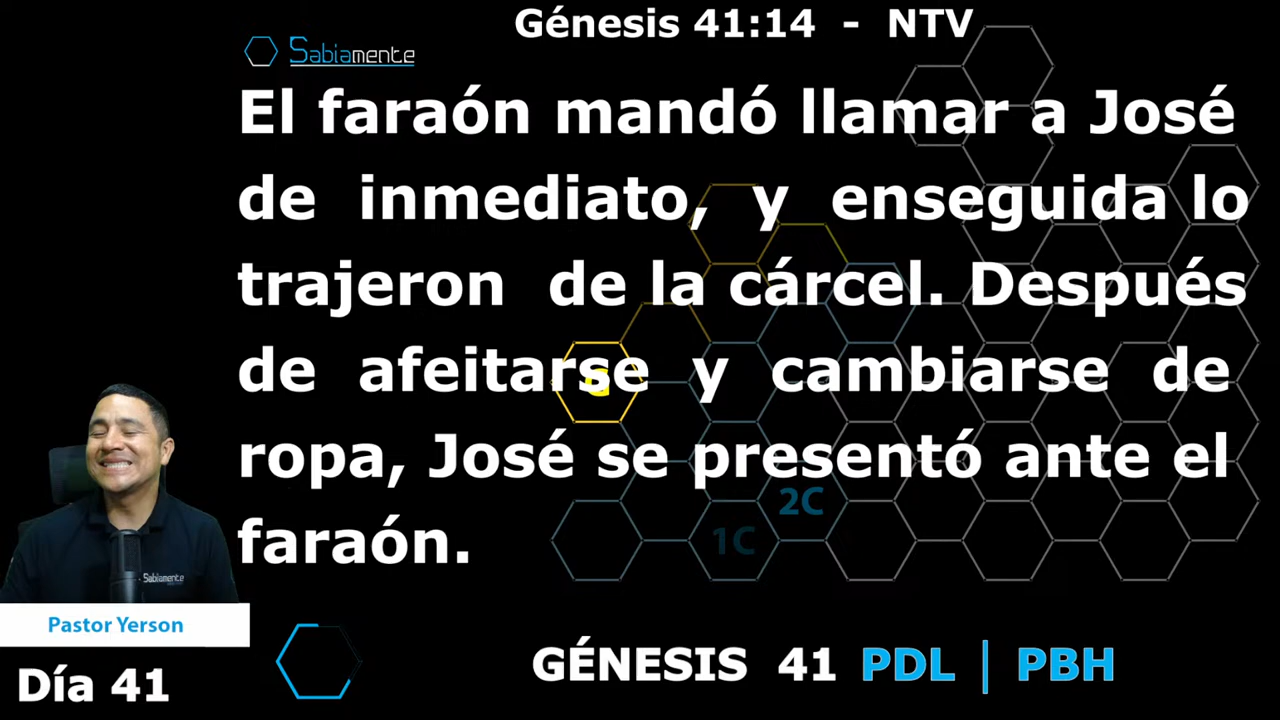 Génesis 41:14 - NTV
Sabiamente
El faraón mandó llamar a José
de inmediato, y enseguida lo
trajeron de la cárcel. Después
de afeitarse y cambiarse de
ropa, José se presentó ante el
faraón.
G
2C
1C
Sabiamente
Pastor Yerson
Día 41
GÉNESIS 41 PDL | PBH